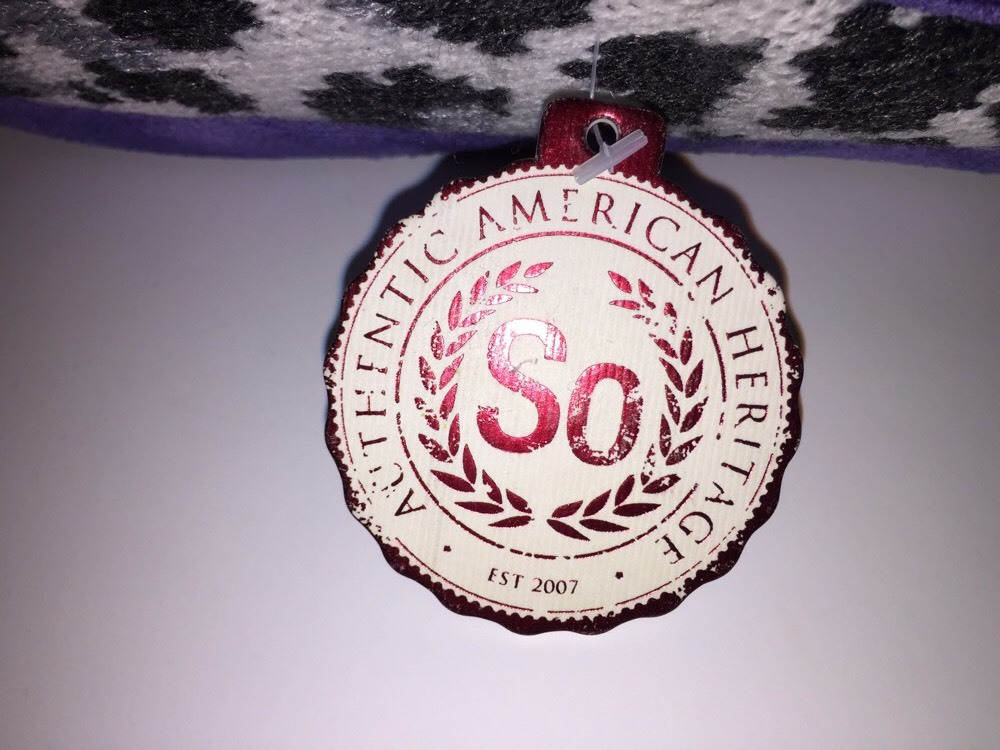 AUTHENTIC AMERICAN HERITAGE
So
EST 2007